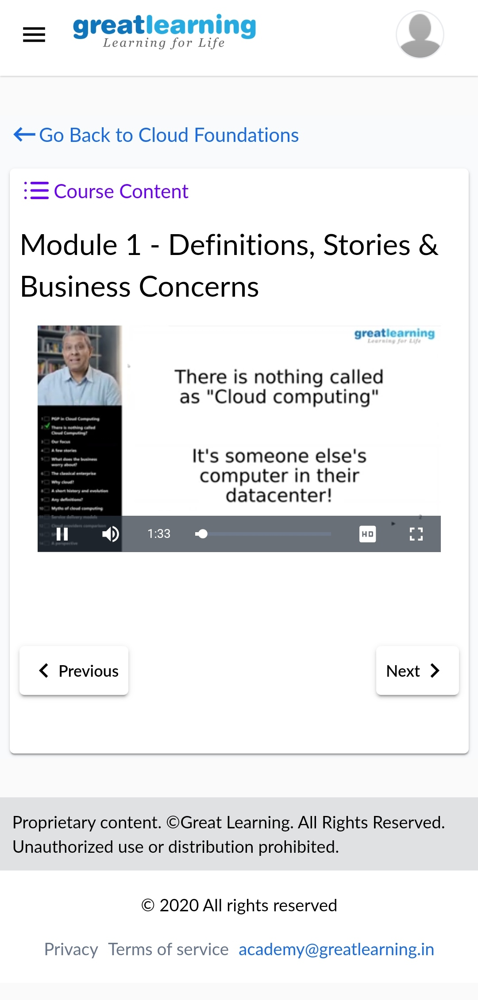 greatlearning
Learning for Life
Go Back to Cloud Foundations
Course Content
Module 1 - Definitions, Stories &
Business Concerns
greatlearning
Learning for Life
There is nothing called
as "Cloud computing"
It's someone else's
computer in their
datacenter!
1 PGP in Cloud Computing
2 There is nothing called
Cloud Computing?
3 Our focus
4 A few stories
5 What does the business
worry about?
6 The classical enterprise
7 Why cloud?
8 A short history and evolution
9 Any definitions?
10 Myths of cloud computing
11 Service delivery models
12 Cloud providers comparison
13
14 A perspective
2
1:33
HD
Previous
Next
Proprietary content. ©Great Learning. All Rights Reserved.
Unauthorized use or distribution prohibited.
© 2020 All rights reserved
Privacy Terms of service academy@greatlearning.in